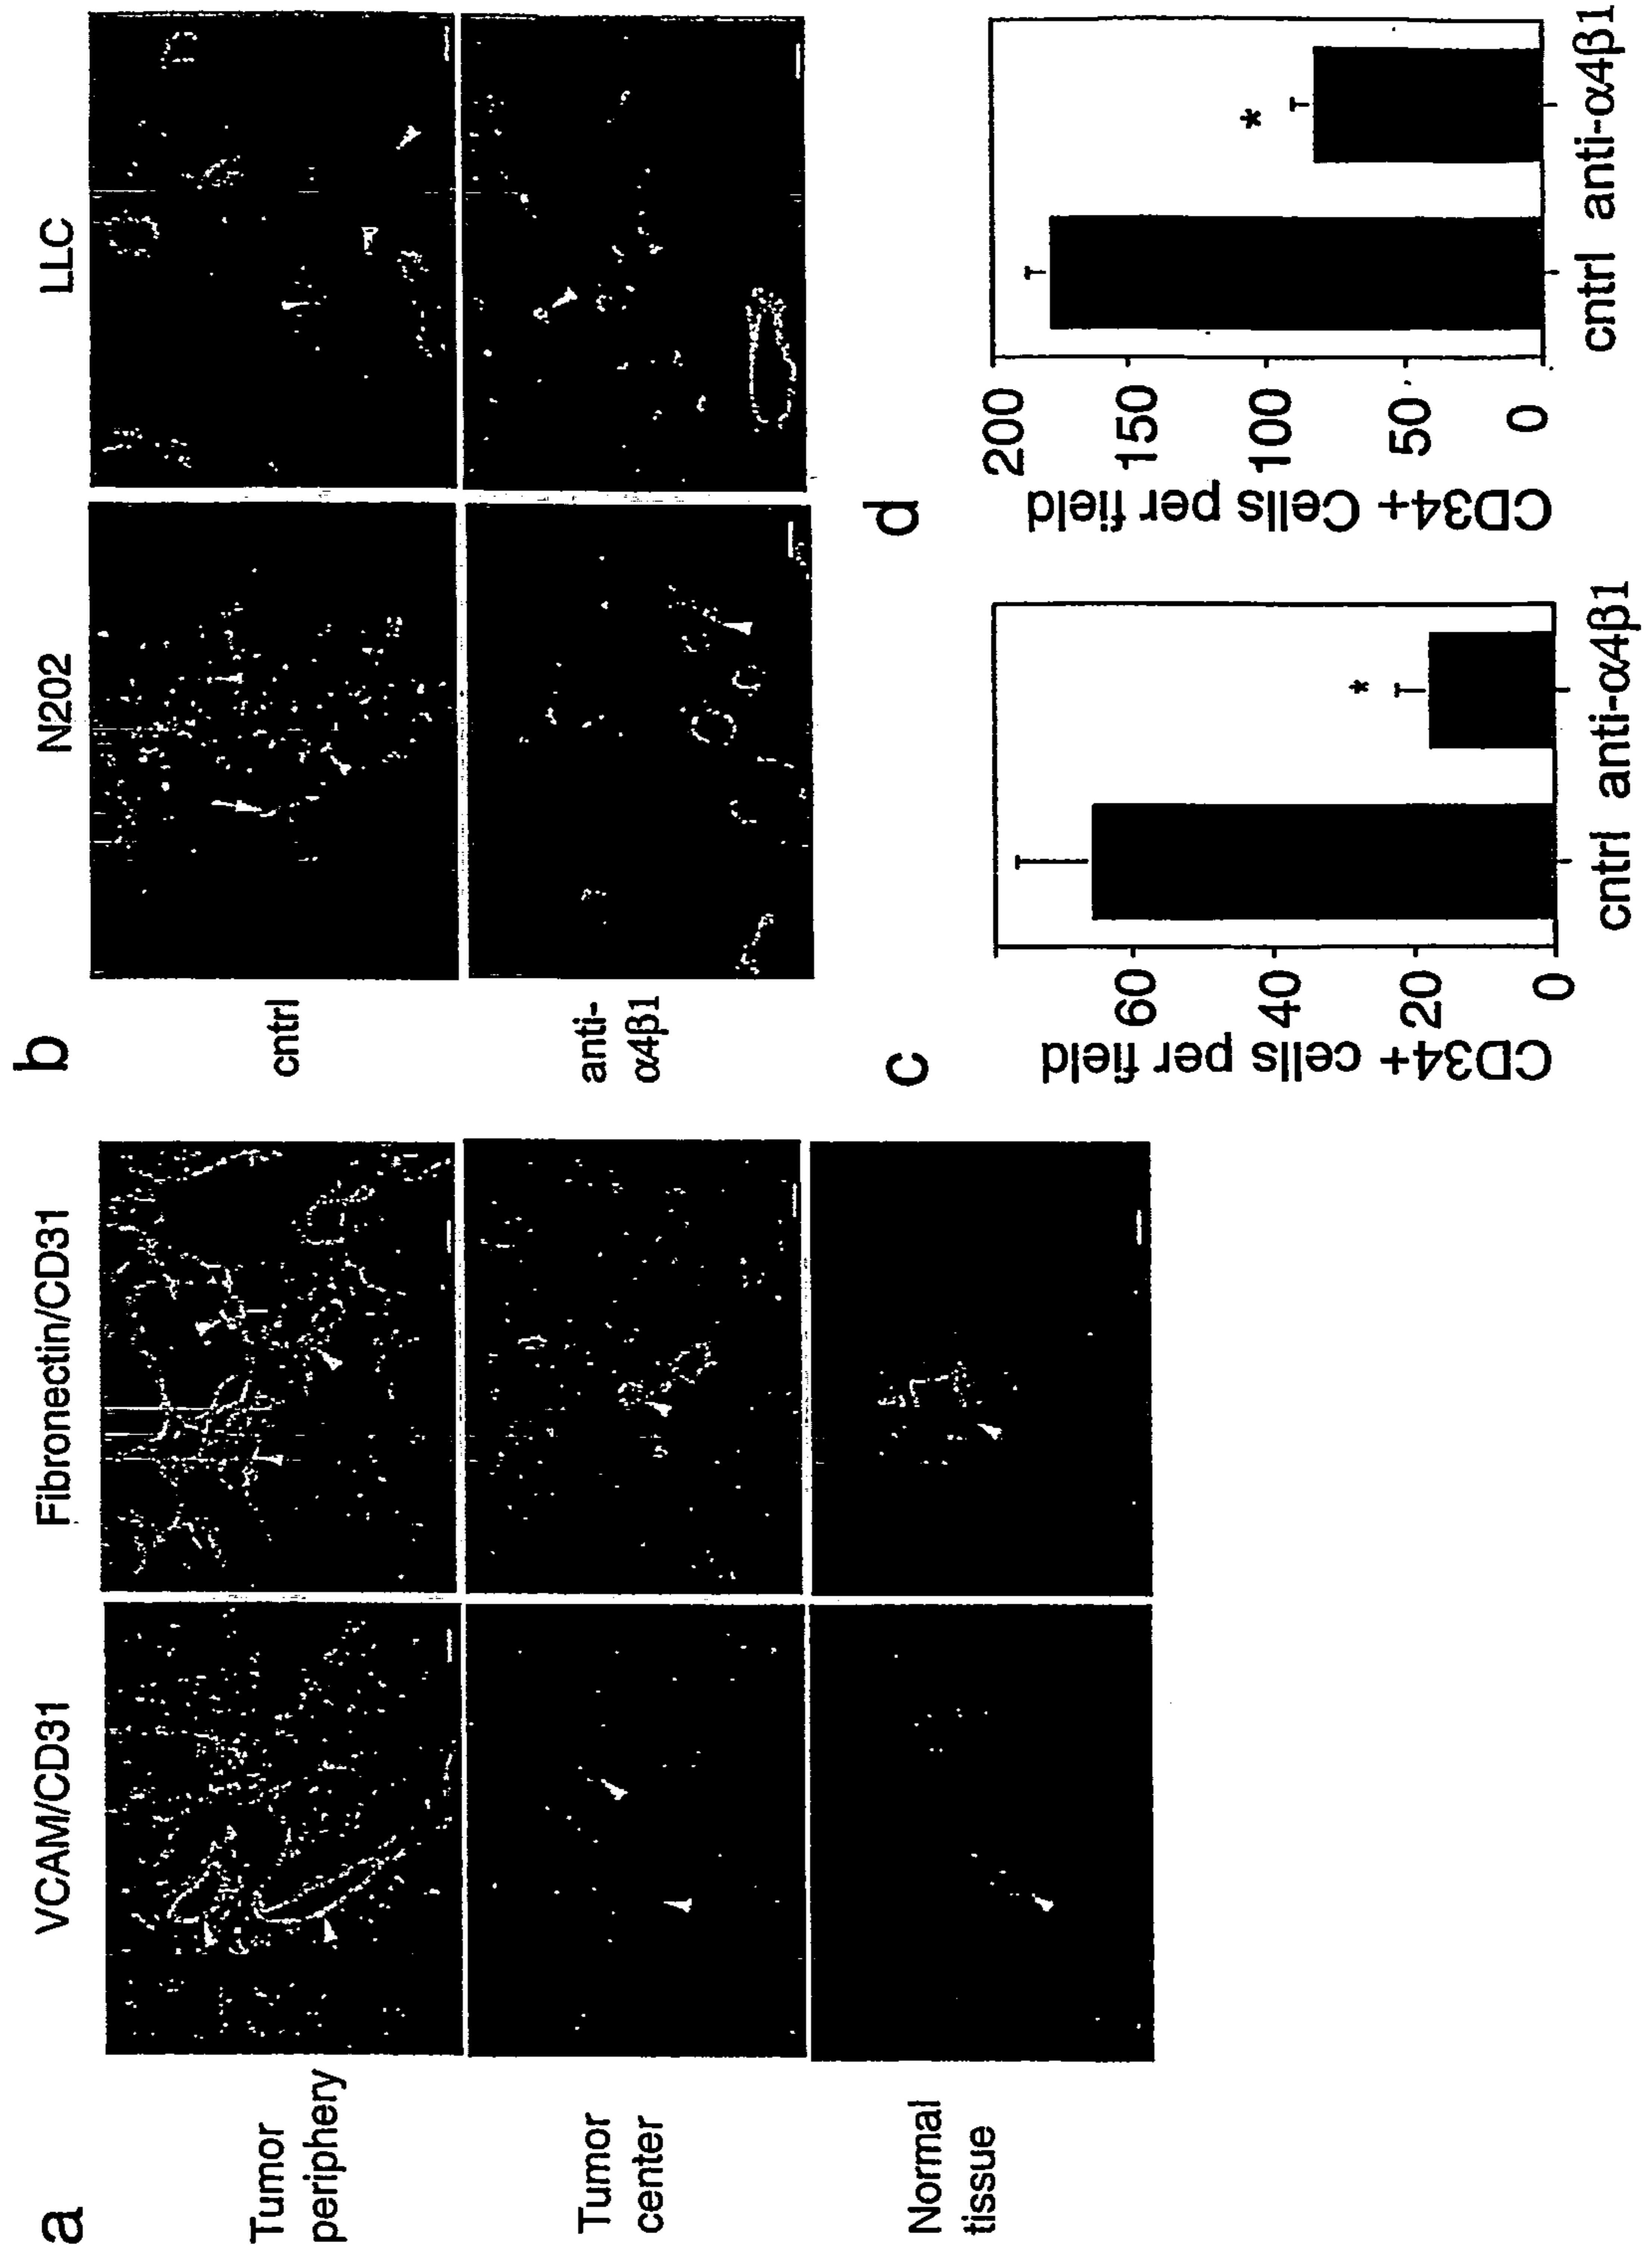 a
VCAM/CD31
Fibronectin/CD31
Tumor
periphery
Tumor
center
Normal
tissue
b
N202
LLC
cntrl
anti-
α4β1
c
CD34+ cells per field
60
40
20
0
cntrl anti-α4β1
*
d
CD34+ Cells per field
200
150
100
50
0
cntrl anti-α4β1
*